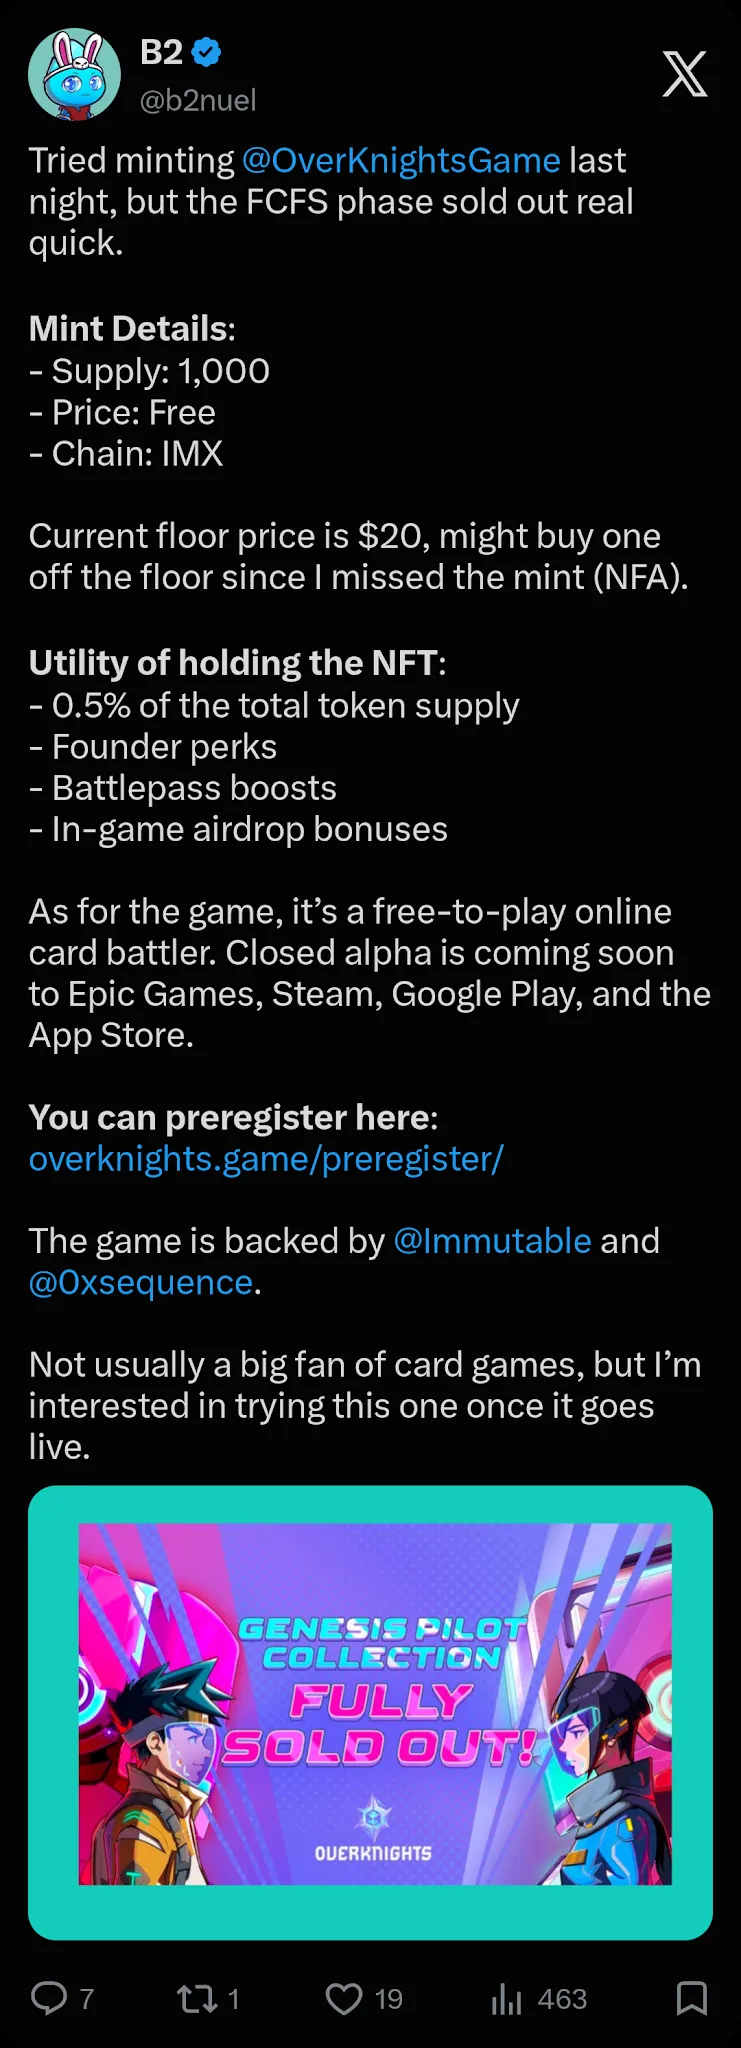 B2
@b2nuel
Tried minting @OverKnightsGame last
night, but the FCFS phase sold out real
quick.
Mint Details:
- Supply: 1,000
- Price: Free
- Chain: IMX
Current floor price is $20, might buy one
off the floor since I missed the mint (NFA).
Utility of holding the NFT:
- 0.5% of the total token supply
- Founder perks
- Battlepass boosts
- In-game airdrop bonuses
As for the game, it’s a free-to-play online
card battler. Closed alpha is coming soon
to Epic Games, Steam, Google Play, and the
App Store.
You can preregister here:
overknights.game/preregister/
The game is backed by @Immutable and
@0xsequence.
Not usually a big fan of card games, but I’m
interested in trying this one once it goes
live.
GENESIS PILOT
COLLECTION
FULLY
SOLD OUT!
OVERKNIGHTS
7 1 19 463